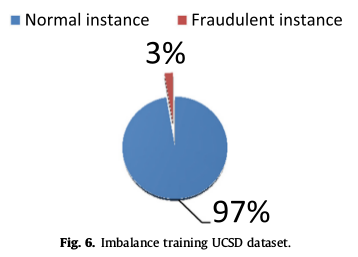 Normal instance Fraudulent instance
3%
97%
Fig. 6. Imbalance training UCSD dataset.